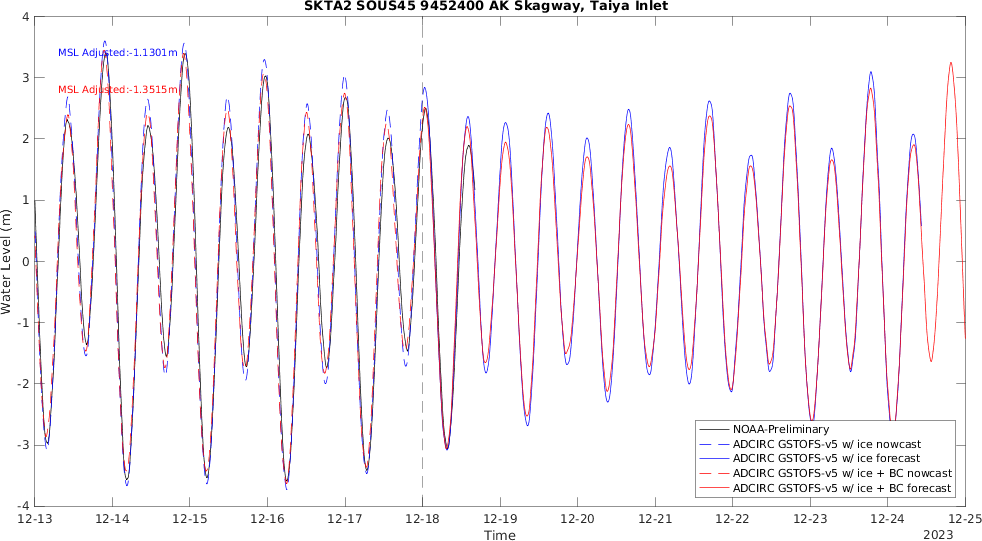 SKTA2 SOUS45 9452400 AK Skagway, Taiya Inlet
4
3
2
1
0
-1
-2
-3
-4
Water Level (m)
MSL Adjusted:-1.1301m
MSL Adjusted:-1.3515m
NOAA-Preliminary
ADCIRC GSTOFS-v5 w/ ice nowcast
ADCIRC GSTOFS-v5 w/ ice forecast
ADCIRC GSTOFS-v5 w/ ice + BC nowcast
ADCIRC GSTOFS-v5 w/ ice + BC forecast
12-13 12-14 12-15 12-16 12-17 12-18 12-19 12-20 12-21 12-22 12-23 12-24 12-25
Time
2023